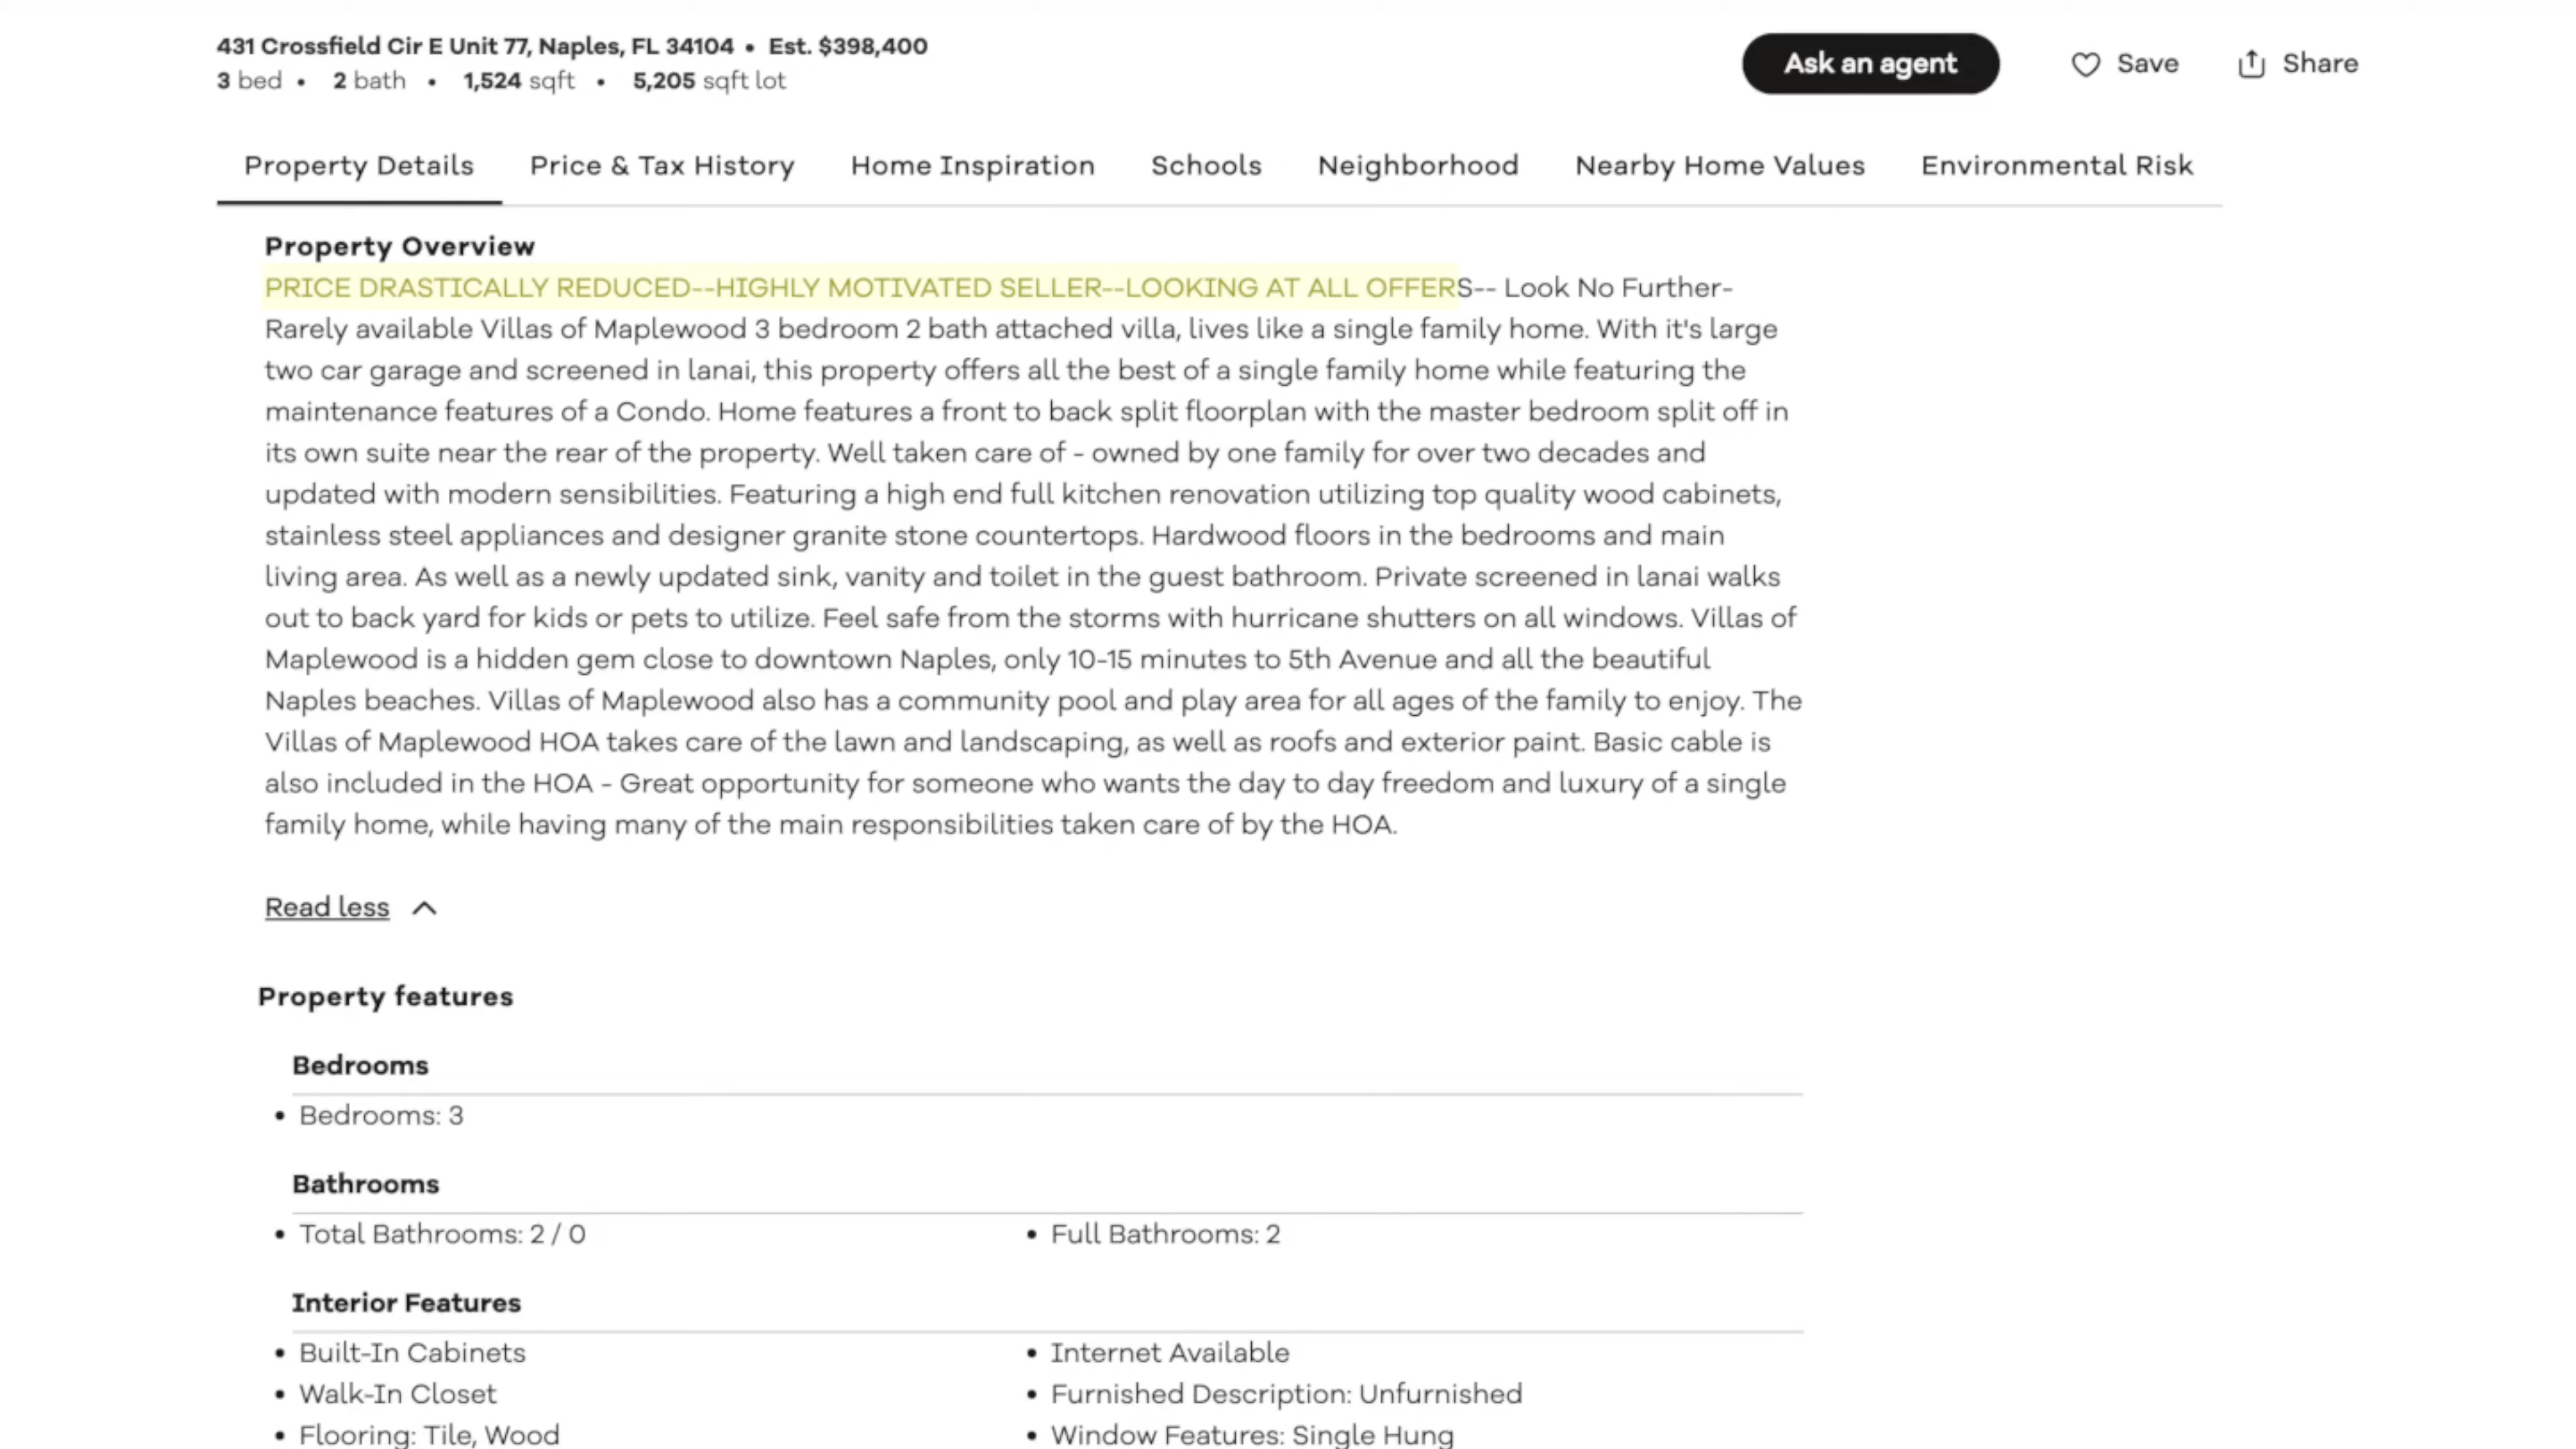 431 Crossfield Cir E Unit 77, Naples, FL 34104 • Est. $398,400
3 bed • 2 bath • 1,524 sqft • 5,205 sqft lot
Ask an agent
Save
Share
Property Details Price & Tax History Home Inspiration Schools Neighborhood Nearby Home Values Environmental Risk
Property Overview
PRICE DRASTICALLY REDUCED--HIGHLY MOTIVATED SELLER--LOOKING AT ALL OFFERS-- Look No Further-
Rarely available Villas of Maplewood 3 bedroom 2 bath attached villa, lives like a single family home. With it's large
two car garage and screened in lanai, this property offers all the best of a single family home while featuring the
maintenance features of a Condo. Home features a front to back split floorplan with the master bedroom split off in
its own suite near the rear of the property. Well taken care of - owned by one family for over two decades and
updated with modern sensibilities. Featuring a high end full kitchen renovation utilizing top quality wood cabinets,
stainless steel appliances and designer granite stone countertops. Hardwood floors in the bedrooms and main
living area. As well as a newly updated sink, vanity and toilet in the guest bathroom. Private screened in lanai walks
out to back yard for kids or pets to utilize. Feel safe from the storms with hurricane shutters on all windows. Villas of
Maplewood is a hidden gem close to downtown Naples, only 10-15 minutes to 5th Avenue and all the beautiful
Naples beaches. Villas of Maplewood also has a community pool and play area for all ages of the family to enjoy. The
Villas of Maplewood HOA takes care of the lawn and landscaping, as well as roofs and exterior paint. Basic cable is
also included in the HOA - Great opportunity for someone who wants the day to day freedom and luxury of a single
family home, while having many of the main responsibilities taken care of by the HOA.
Read less
Property features
Bedrooms
• Bedrooms: 3
Bathrooms
• Total Bathrooms: 2 / 0
• Full Bathrooms: 2
Interior Features
• Built-In Cabinets
• Internet Available
• Walk-In Closet
• Furnished Description: Unfurnished
• Flooring: Tile, Wood
• Window Features: Single Hung